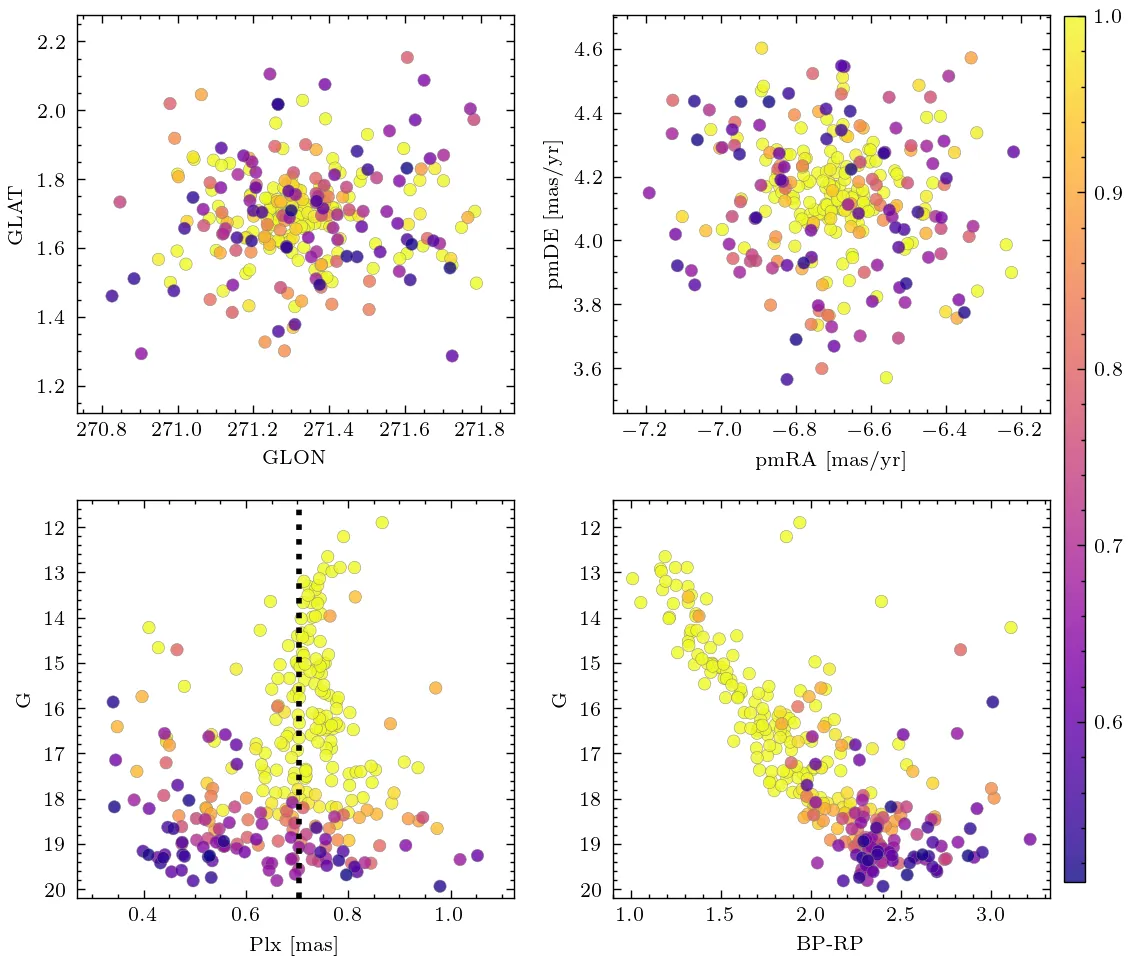 2.2
2.0
1.8
1.6
1.4
1.2
GLAT
270.8 271.0 271.2 271.4 271.6 271.8
GLON
4.6
4.4
4.2
4.0
3.8
3.6
pmDE [mas/yr]
−7.2 −7.0 −6.8 −6.6 −6.4 −6.2
pmRA [mas/yr]
1.0
0.9
0.8
0.7
0.6
12
13
14
15
16
17
18
19
20
G
0.4 0.6 0.8 1.0
Plx [mas]
12
13
14
15
16
17
18
19
20
G
1.0 1.5 2.0 2.5 3.0
BP-RP